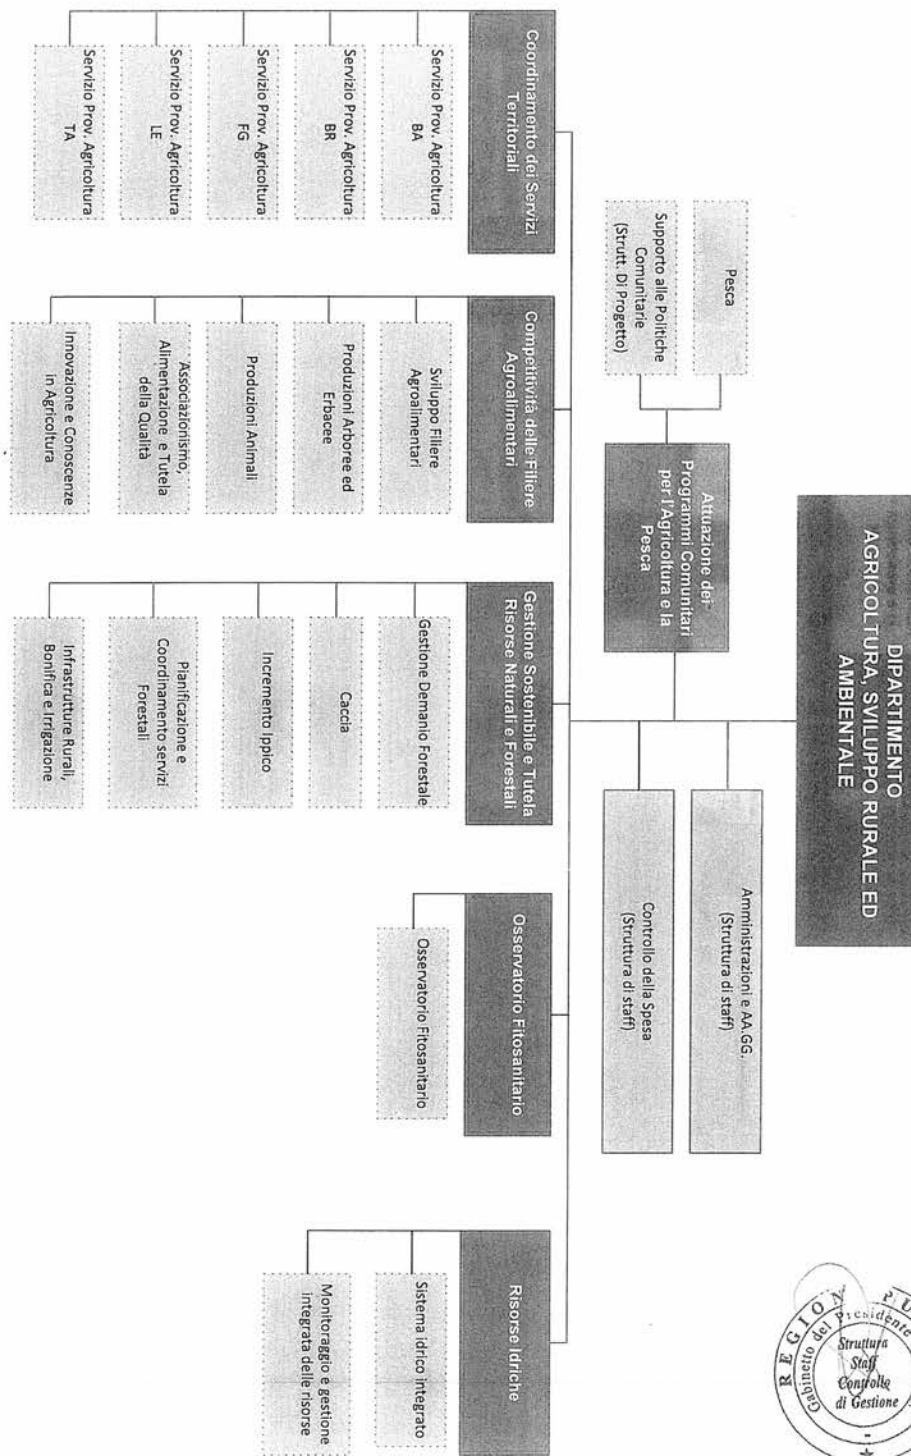 DIPARTIMENTO
AGRICOLTURA, SVILUPPO RURALE ED
AMBIENTALE
Amministrazioni e AA.GG.
(Struttura di staff)
Controllo della Spesa
(Struttura di staff)
Attuazione dei
Programmi Comunitari
per l'Agricoltura e la
Pesca
Pesca
Supporto alle Politiche
Comunitarie
(Strutt. Di Progetto)
Coordinamento dei Servizi
Territoriali
Servizio Prov. Agricoltura
BA
Servizio Prov. Agricoltura
BR
Servizio Prov. Agricoltura
FG
Servizio Prov. Agricoltura
LE
Servizio Prov. Agricoltura
TA
Competitività delle Filiere
Agroalimentari
Sviluppo Filiere
Agroalimentari
Produzioni Arboree ed
Erbacee
Produzioni Animali
Associazionismo,
Alimentazione e Tutela
della Qualità
Innovazione e Conoscenze
in Agricoltura
Gestione Sostenibile e Tutela
Risorse Naturali e Forestali
Gestione Demanio Forestale
Caccia
Incremento Ippico
Pianificazione e
Coordinamento servizi
Forestali
Infrastrutture Rurali,
Bonifica e Irrigazione
Osservatorio Fitosanitario
Osservatorio Fitosanitario
Risorse Idriche
Sistema idrico integrato
Monitoraggio e gestione
integrata delle risorse
REGION PU
Gabinetto del Presidente
Struttura
Staff
Controllo
di Gestione